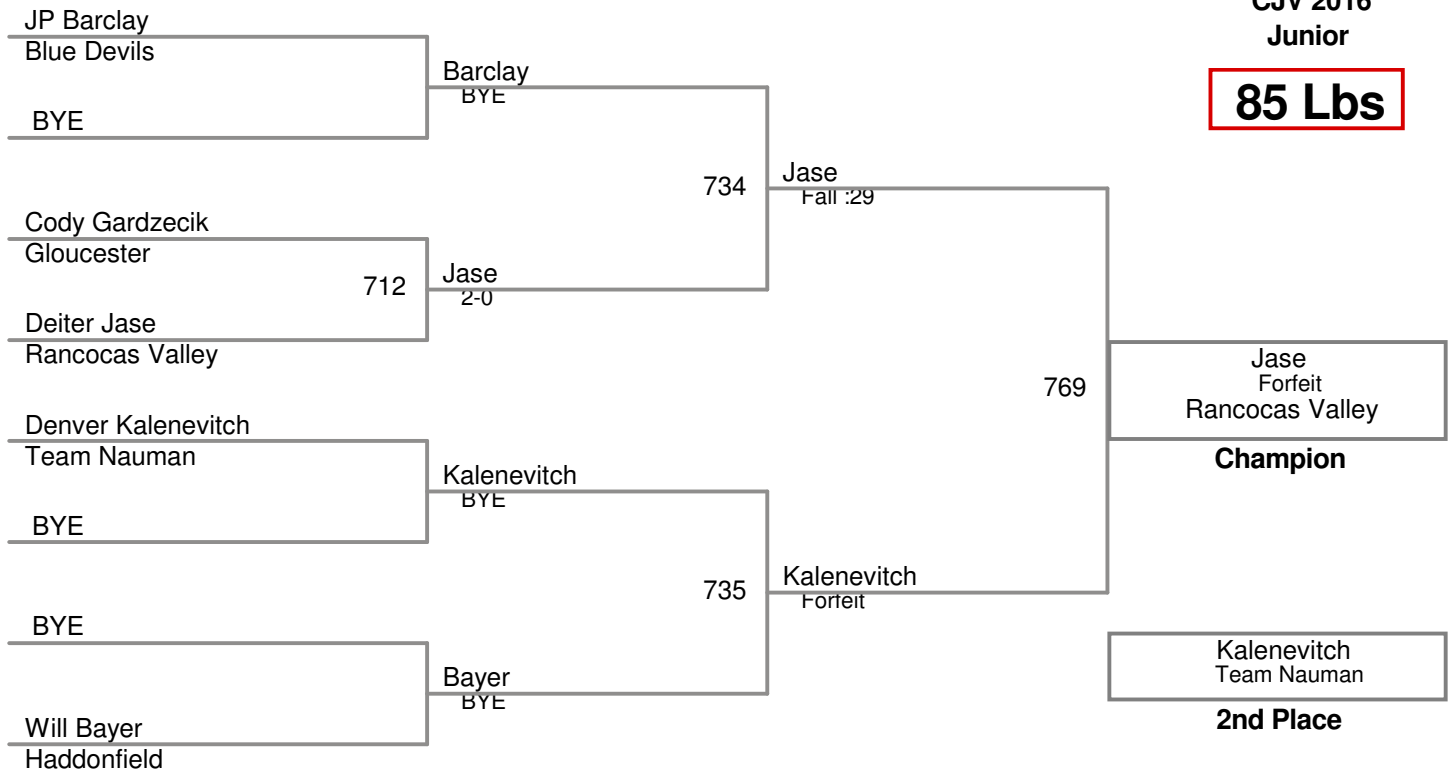 CJV 2016
Junior
85 Lbs
JP Barclay
Blue Devils
BYE
Barclay
BYE
Cody Gardzecik
Gloucester
712
Deiter Jase
Rancocas Valley
Jase
2-0
734
Jase
Fall :29
Denver Kalenevitch
Team Nauman
BYE
Kalenevitch
BYE
BYE
Will Bayer
Haddonfield
Bayer
BYE
735
Kalenevitch
Forfeit
769
Jase
Forfeit
Rancocas Valley
Champion
Kalenevitch
Team Nauman
2nd Place